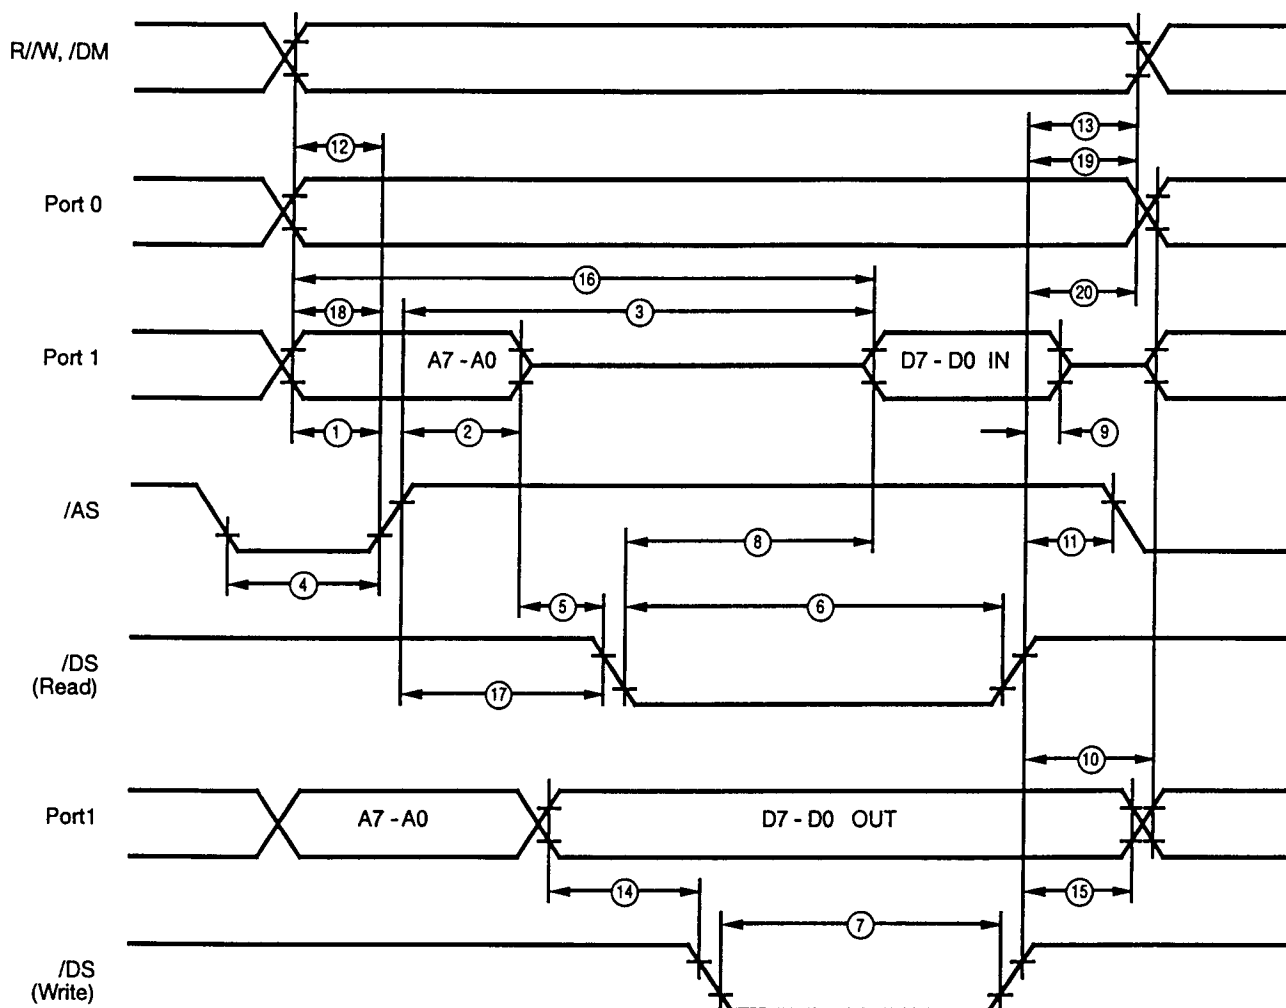 R//W, /DM
13
12
19
Port 0
16
20
18
3
Port 1
A7 - A0
D7 - D0 IN
1
2
9
/AS
8
11
4
5
6
/DS
(Read)
17
10
Port1
A7 - A0
D7 - D0 OUT
14
15
7
/DS
(Write)